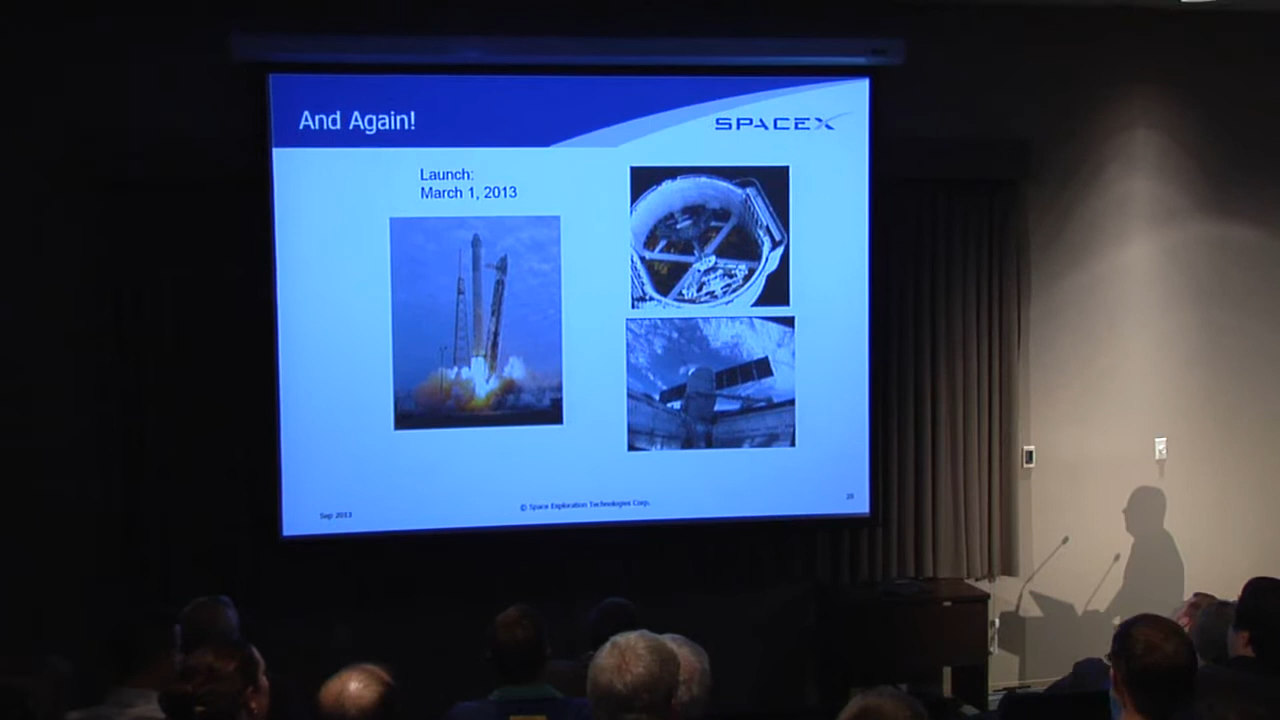 And Again!
SPACEX
Launch:
March 1, 2013
Sep 2013
© Space Exploration Technologies Corp.